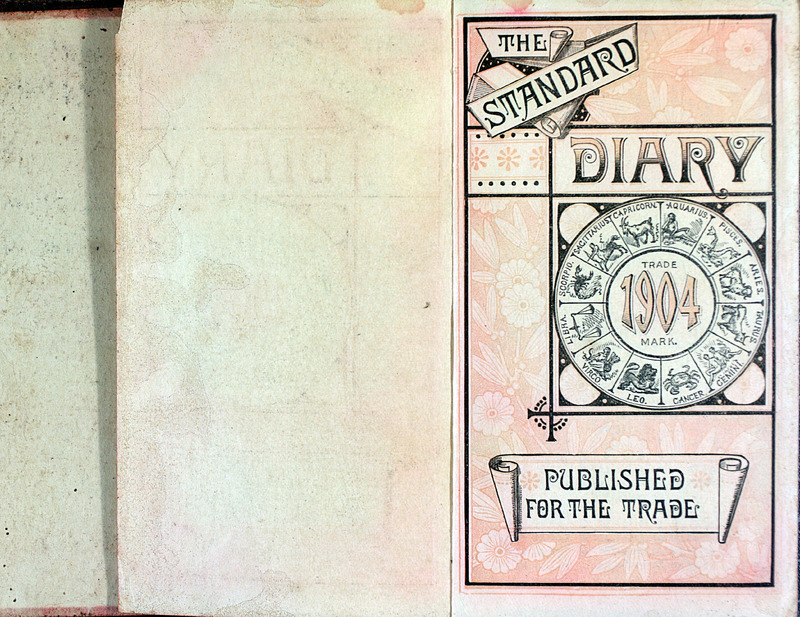 THE
STANDARD
DIARY
CAPRICORN.
AQUARIUS.
PISCES.
ARIES.
TAURUS.
GEMINI
CANCER
LEO.
VIRGO
LIBRA
SCORPIO.
SAGITTARIUS
TRADE
1904
MARK.
PUBLISHED
FOR THE TRADE